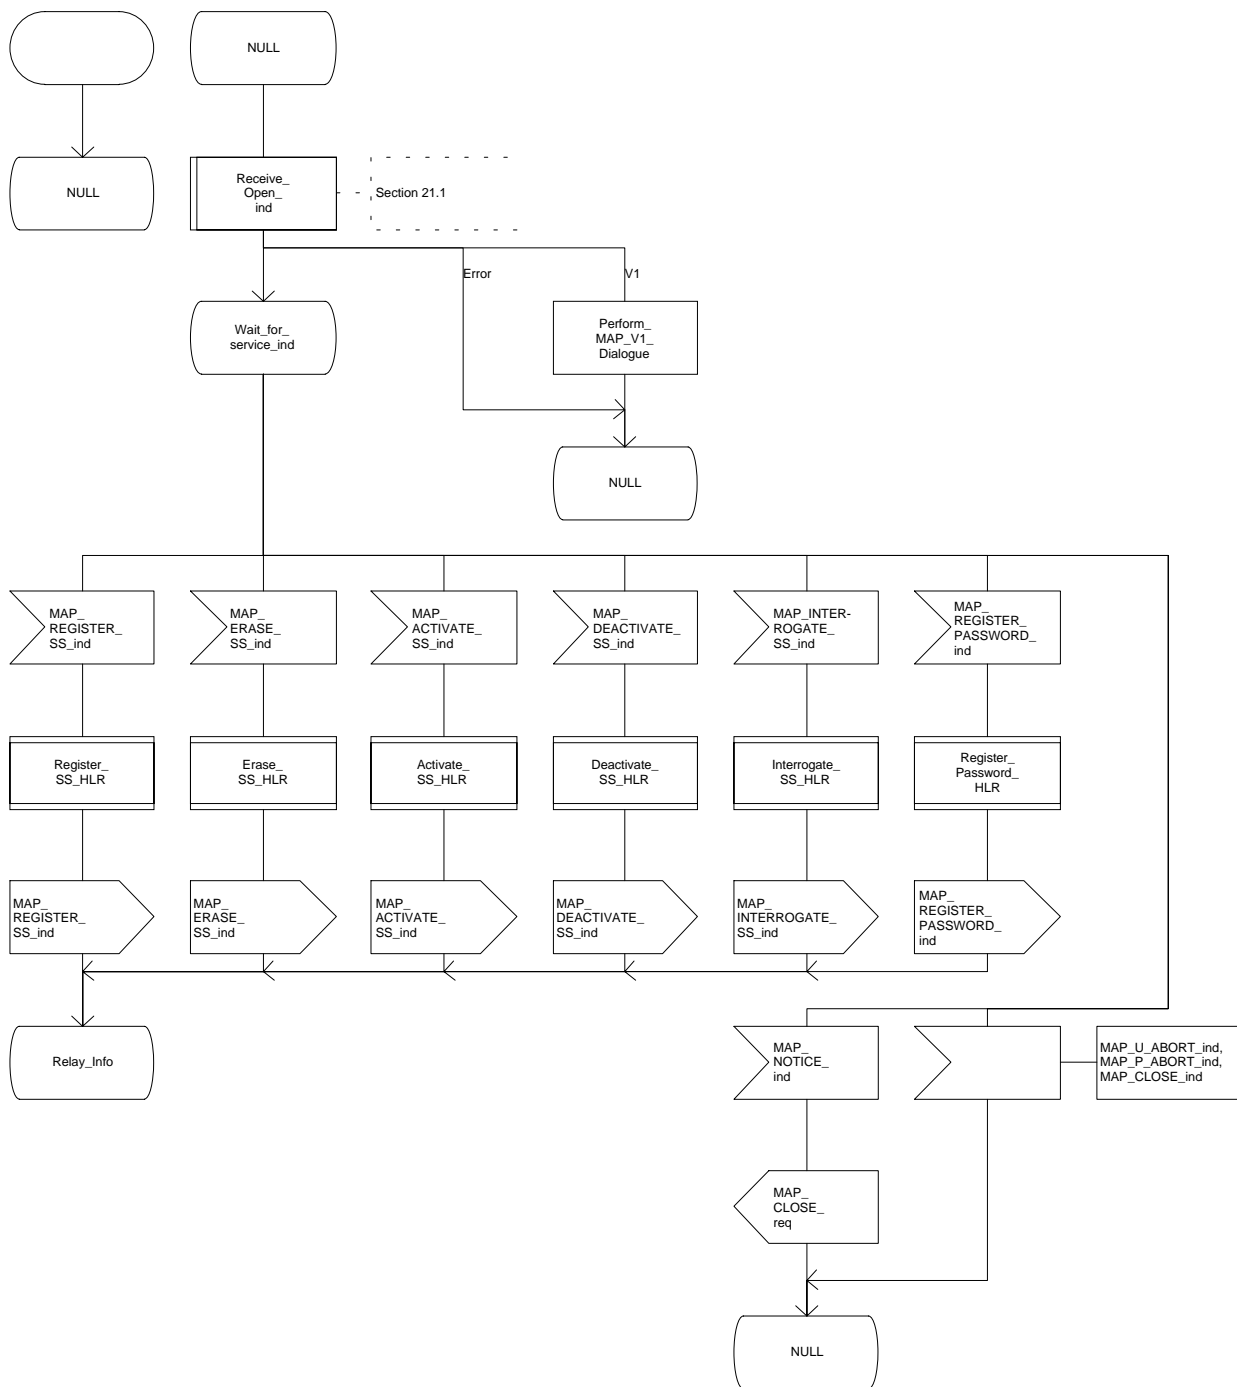 NULL
NULL
Receive_
Open_
ind
Section 21.1
Error
V1
Wait_for_
service_ind
Perform_
MAP_V1_
Dialogue
NULL
MAP_
REGISTER_
SS_ind
MAP_
ERASE_
SS_ind
MAP_
ACTIVATE_
SS_ind
MAP_
DEACTIVATE_
SS_ind
MAP_INTER-
ROGATE_
SS_ind
MAP_
REGISTER_
PASSWORD_
ind
Register_
SS_HLR
Erase_
SS_HLR
Activate_
SS_HLR
Deactivate_
SS_HLR
Interrogate_
SS_HLR
Register_
Password_
HLR
MAP_
REGISTER_
SS_ind
MAP_
ERASE_
SS_ind
MAP_
ACTIVATE_
SS_ind
MAP_
DEACTIVATE_
SS_ind
MAP_
INTERROGATE_
SS_ind
MAP_
REGISTER_
PASSWORD_
ind
Relay_Info
MAP_
NOTICE_
ind
MAP_U_ABORT_ind,
MAP_P_ABORT_ind,
MAP_CLOSE_ind
MAP_
CLOSE_
req
NULL